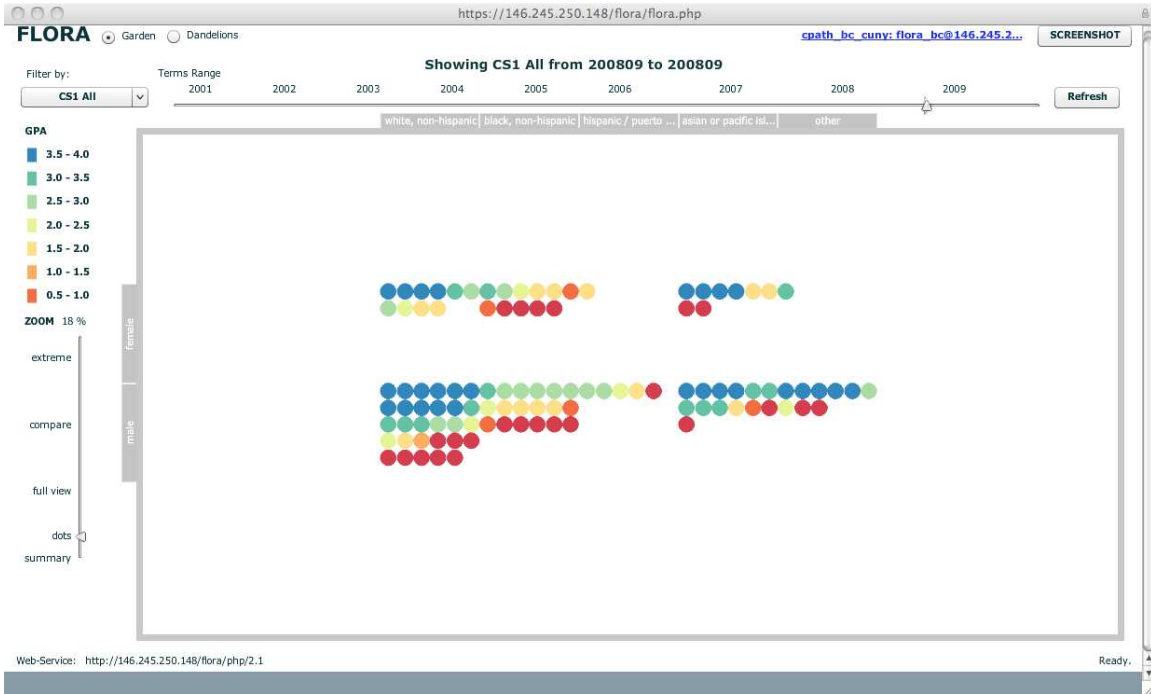 https://146.245.250.148/flora/flora.php
FLORA Garden Dandelions cpath_bc_cuny: flora_bc@146.245.2... SCREENSHOT
Showing CS1 All from 200809 to 200809
Filter by: Terms Range
CS1 All 2001 2002 2003 2004 2005 2006 2007 2008 2009 Refresh
white, non-hispanic black, non-hispanic hispanic / puerto ... asian or pacific isl... other
GPA
3.5 - 4.0
3.0 - 3.5
2.5 - 3.0
2.0 - 2.5
1.5 - 2.0
1.0 - 1.5
0.5 - 1.0
ZOOM 18 %
extreme
compare
full view
dots
summary
female
male
Web-Service: http://146.245.250.148/flora/php/2.1 Ready.